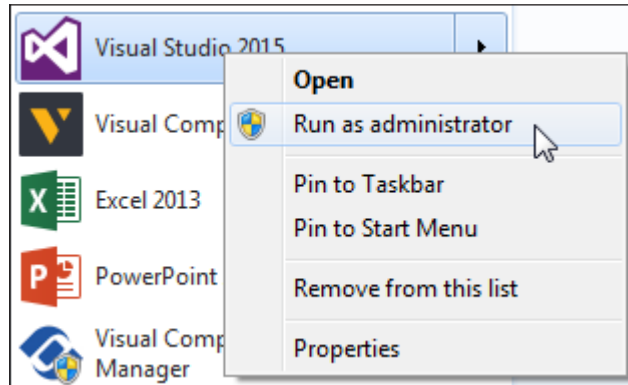 Visual Studio 2015
Open
Visual Comp
Run as administrator
Pin to Taskbar
Excel 2013
Pin to Start Menu
PowerPoint
Remove from this list
Visual Comp
Manager
Properties